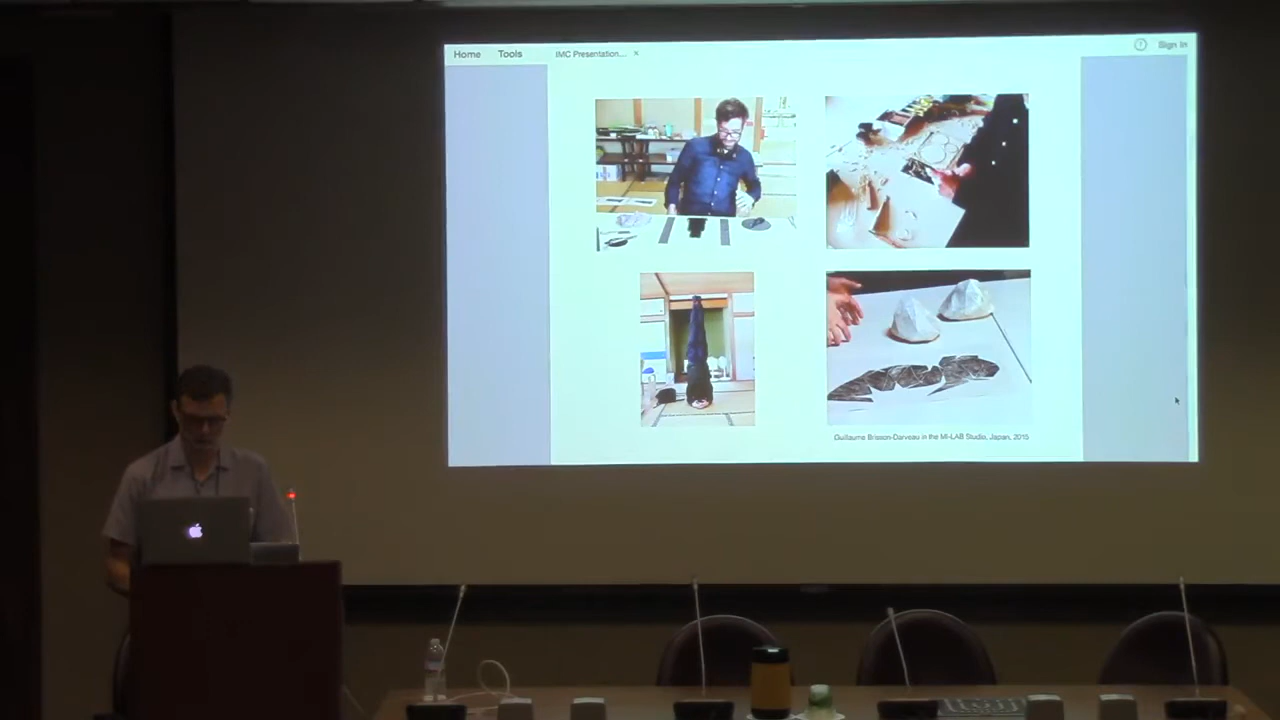 Home Tools IMC Presentation.... × ? Sign In
Guillaume Brisson-Darveau in the MI-LAB Studio, Japan, 2015